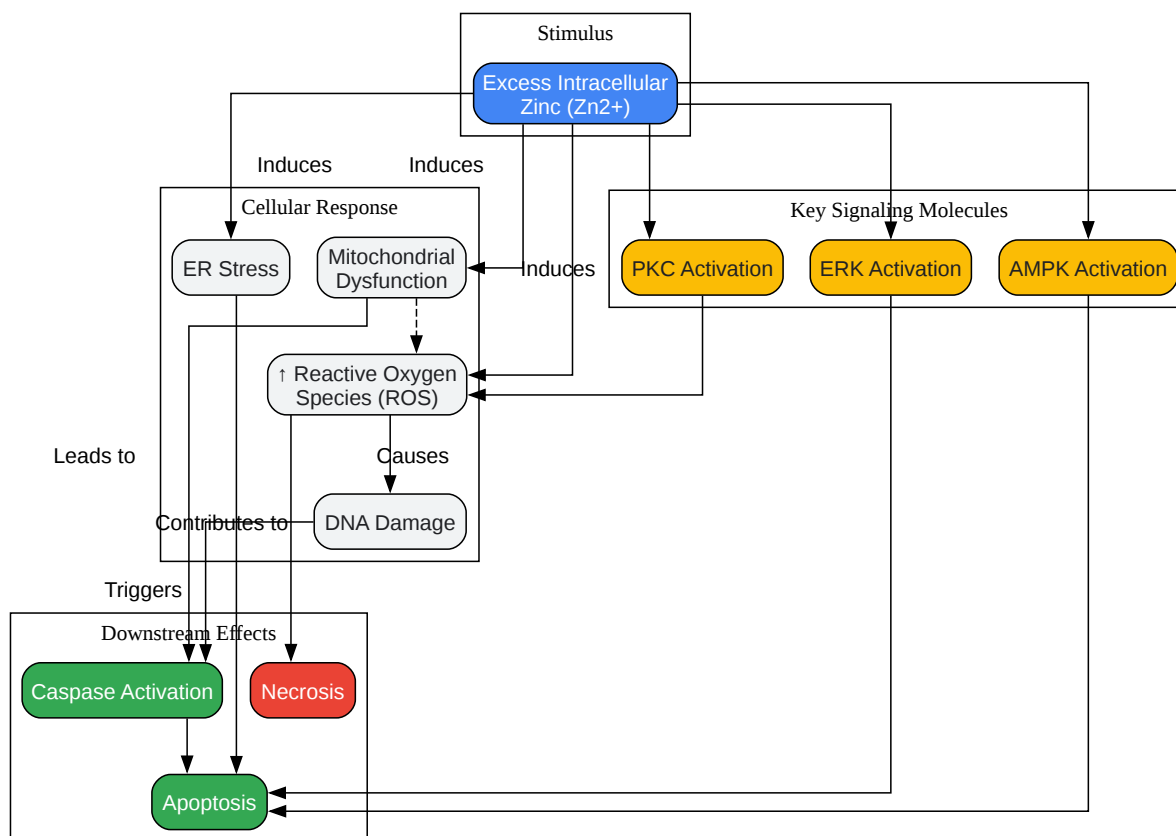 Stimulus
Excess Intracellular
Zinc (Zn2+)
Induces
Induces
Cellular Response
Key Signaling Molecules
ER Stress
Mitochondrial
Dysfunction
Induces
PKC Activation
ERK Activation
AMPK Activation
↑ Reactive Oxygen
Species (ROS)
Leads to
Causes
Contributes to
DNA Damage
Triggers
Downstream Effects
Caspase Activation
Necrosis
Apoptosis